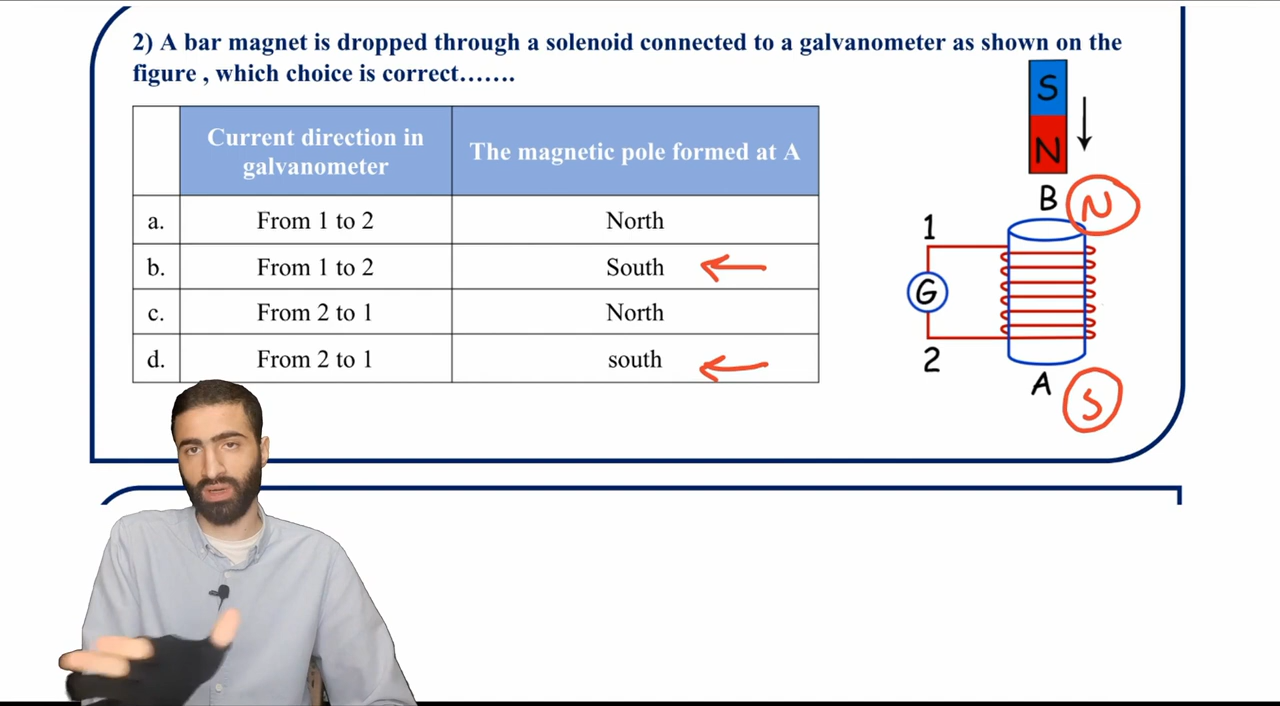 2) A bar magnet is dropped through a solenoid connected to a galvanometer as shown on the
figure , which choice is correct…….
Current direction in
galvanometer
The magnetic pole formed at A
a. From 1 to 2 North
b. From 1 to 2 South
c. From 2 to 1 North
d. From 2 to 1 south
S
N
B N
1
G
2
A S